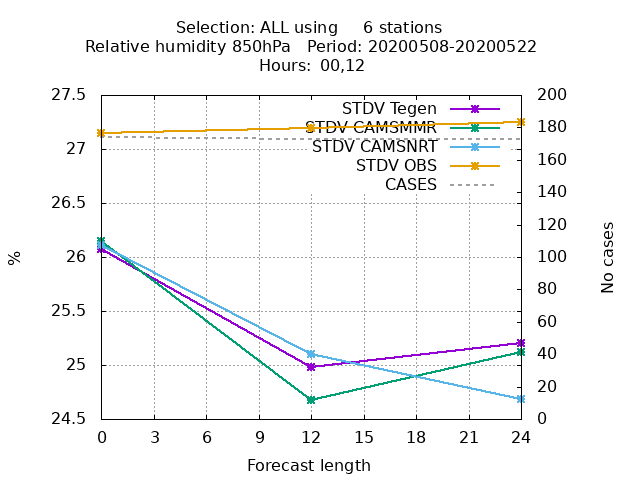 Selection: ALL using     6 stations
Relative humidity 850hPa   Period: 20200508-20200522
Hours: 00,12
27.5
27
26.5
26
25.5
25
24.5
%
STDV Tegen
STDV CAMSMMR
STDV CAMSNRT
STDV OBS
CASES
200
180
160
140
120
100
80
60
40
20
0
No cases
0 3 6 9 12 15 18 21 24
Forecast length